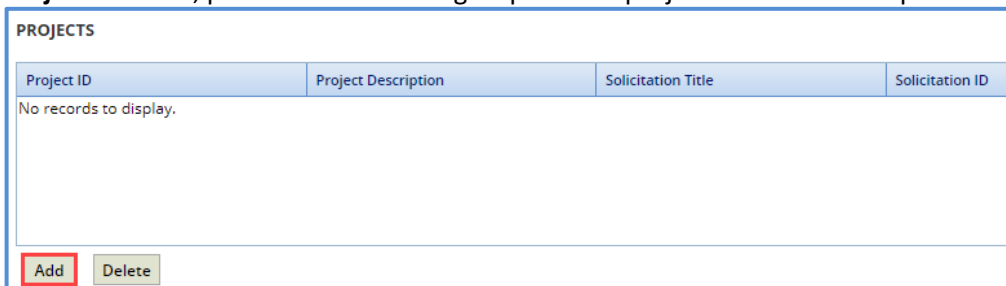 PROJECTS
Project ID Project Description Solicitation Title Solicitation ID
No records to display.
Add Delete